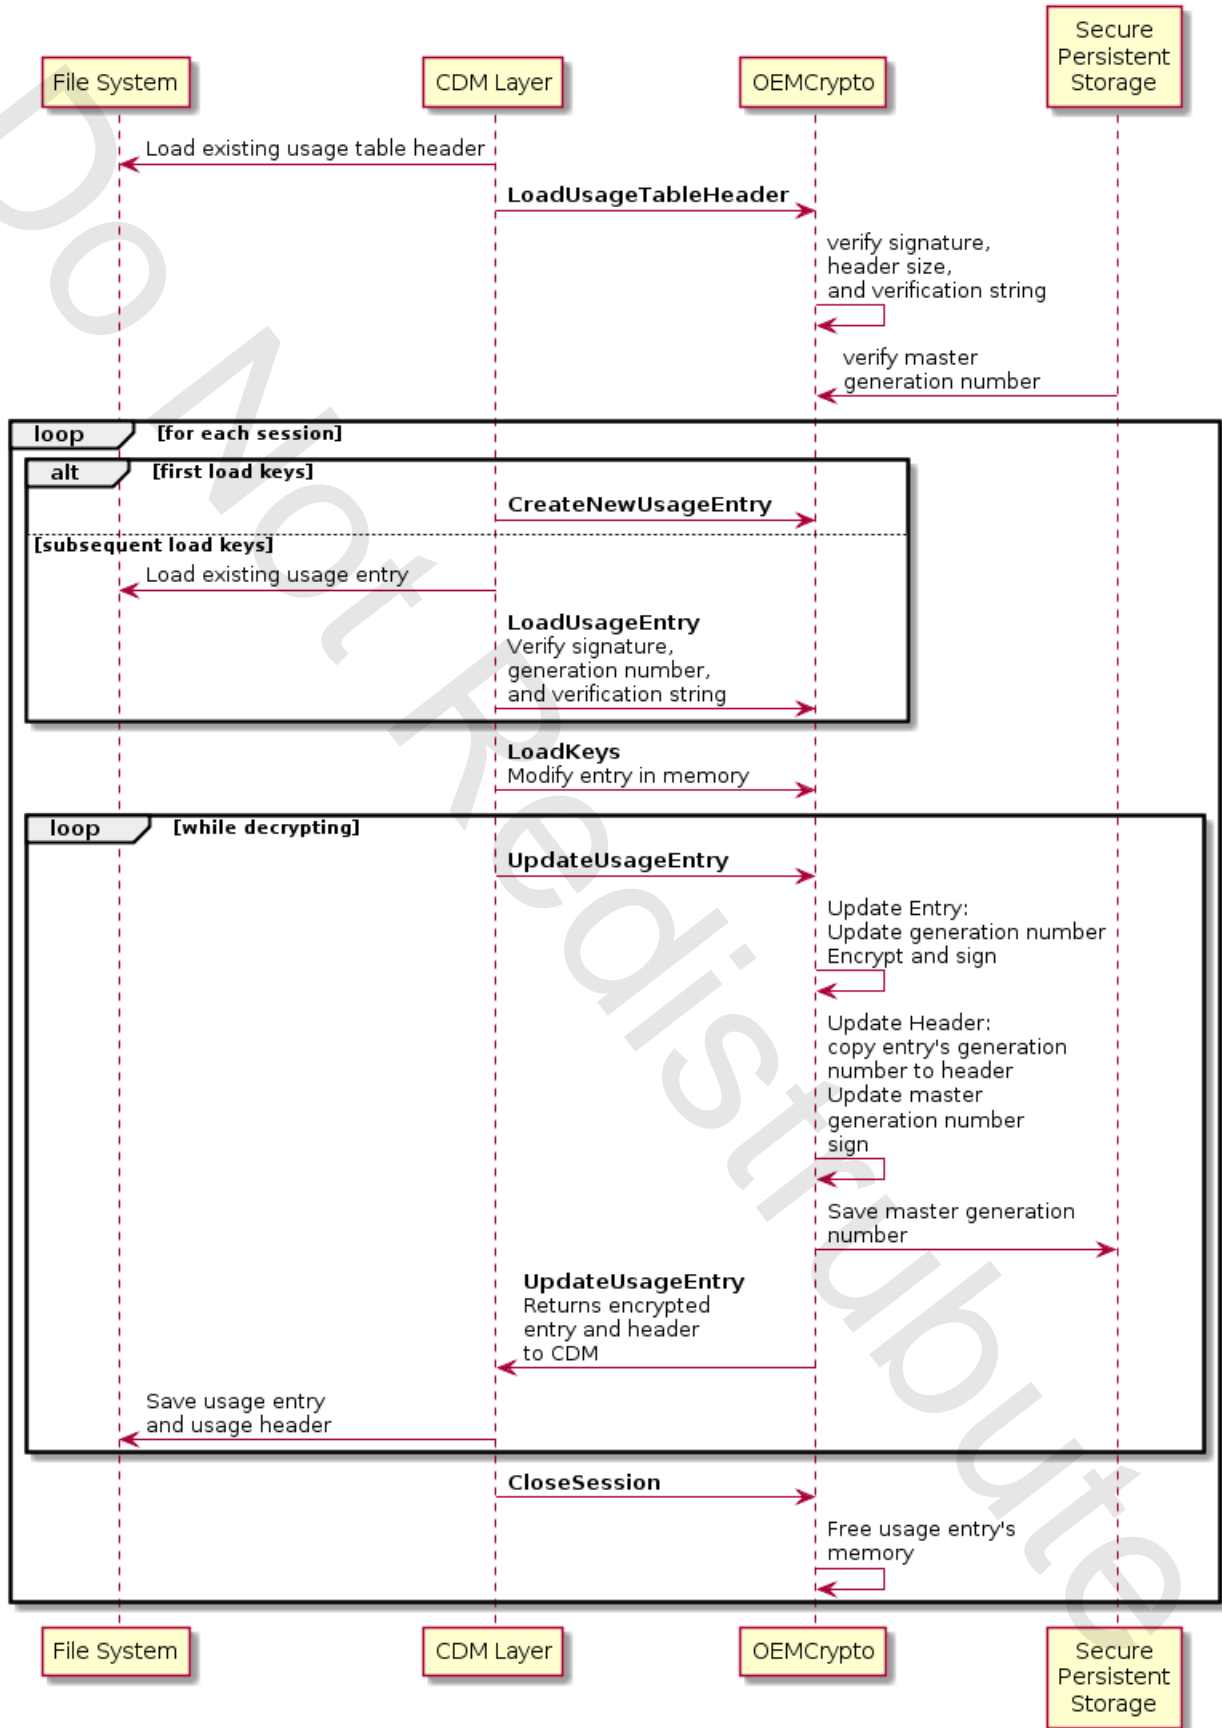 Secure
Persistent
Storage
File System
CDM Layer
OEMCrypto
Load existing usage table header
LoadUsageTableHeader
verify signature,
header size,
and verification string
verify master
generation number
loop
[for each session]
alt
[first load keys]
CreateNewUsageEntry
[subsequent load keys]
Load existing usage entry
LoadUsageEntry
Verify signature,
generation number,
and verification string
LoadKeys
Modify entry in memory
loop
[while decrypting]
UpdateUsageEntry
Update Entry:
Update generation number
Encrypt and sign
Update Header:
copy entry's generation
number to header
Update master
generation number
sign
Save master generation
number
UpdateUsageEntry
Returns encrypted
entry and header
to CDM
Save usage entry
and usage header
CloseSession
Free usage entry's
memory
File System
CDM Layer
OEMCrypto
Secure
Persistent
Storage
Do Not Redistrubute